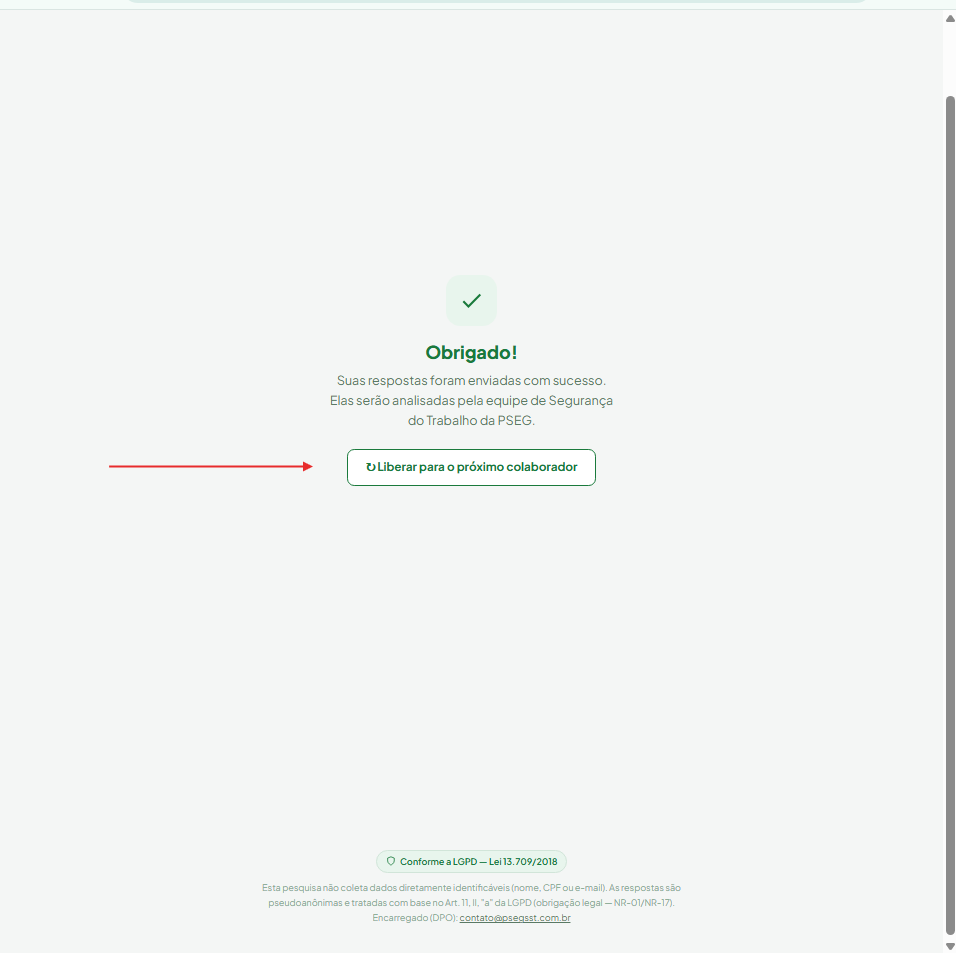 Obrigado!
Suas respostas foram enviadas com sucesso.
Elas serão analisadas pela equipe de Segurança
do Trabalho da PSEG.
↻ Liberar para o próximo colaborador
Conforme a LGPD — Lei 13.709/2018
Esta pesquisa não coleta dados diretamente identificáveis (nome, CPF ou e-mail). As respostas são
pseudoanônimas e tratadas com base no Art. 11, II, "a" da LGPD (obrigação legal — NR-01/NR-17).
Encarregado (DPO): contato@psegsst.com.br